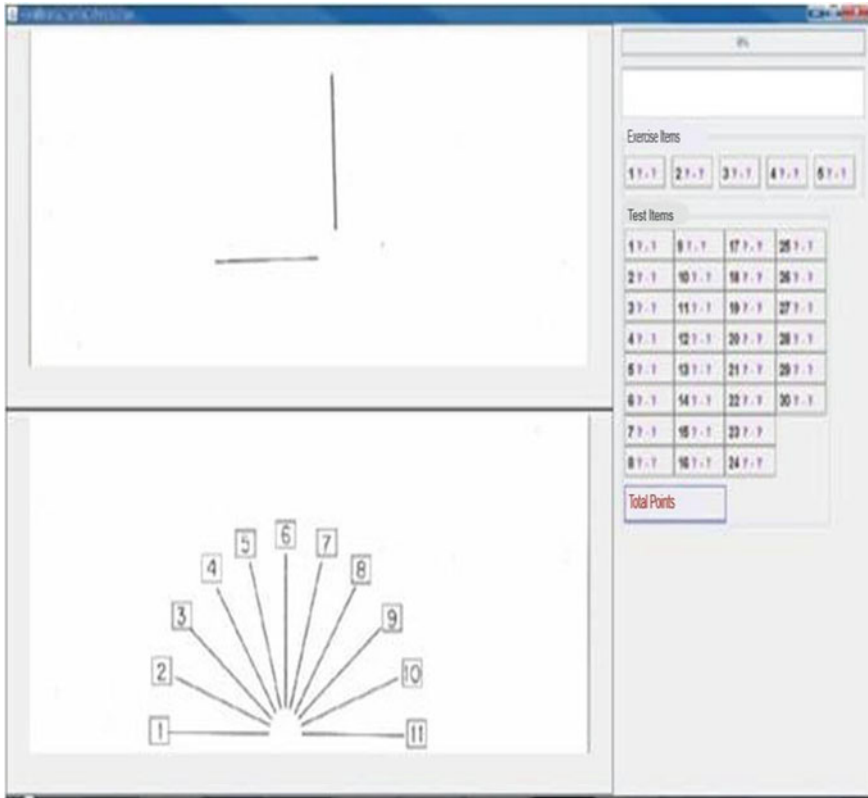 Exercise Items
1 ? - ? 2 ? - ? 3 ? - ? 4 ? - ? 5 ? - ?
Test Items
1 ? - ? 9 ? - ? 17 ? - ? 25 ? - ?
2 ? - ? 10 ? - ? 18 ? - ? 26 ? - ?
3 ? - ? 11 ? - ? 19 ? - ? 27 ? - ?
4 ? - ? 12 ? - ? 20 ? - ? 28 ? - ?
5 ? - ? 13 ? - ? 21 ? - ? 29 ? - ?
6 ? - ? 14 ? - ? 22 ? - ? 30 ? - ?
7 ? - ? 15 ? - ? 23 ? - ?
8 ? - ? 16 ? - ? 24 ? - ?
Total Points
6
5 7
4 8
3 9
2 10
1 11